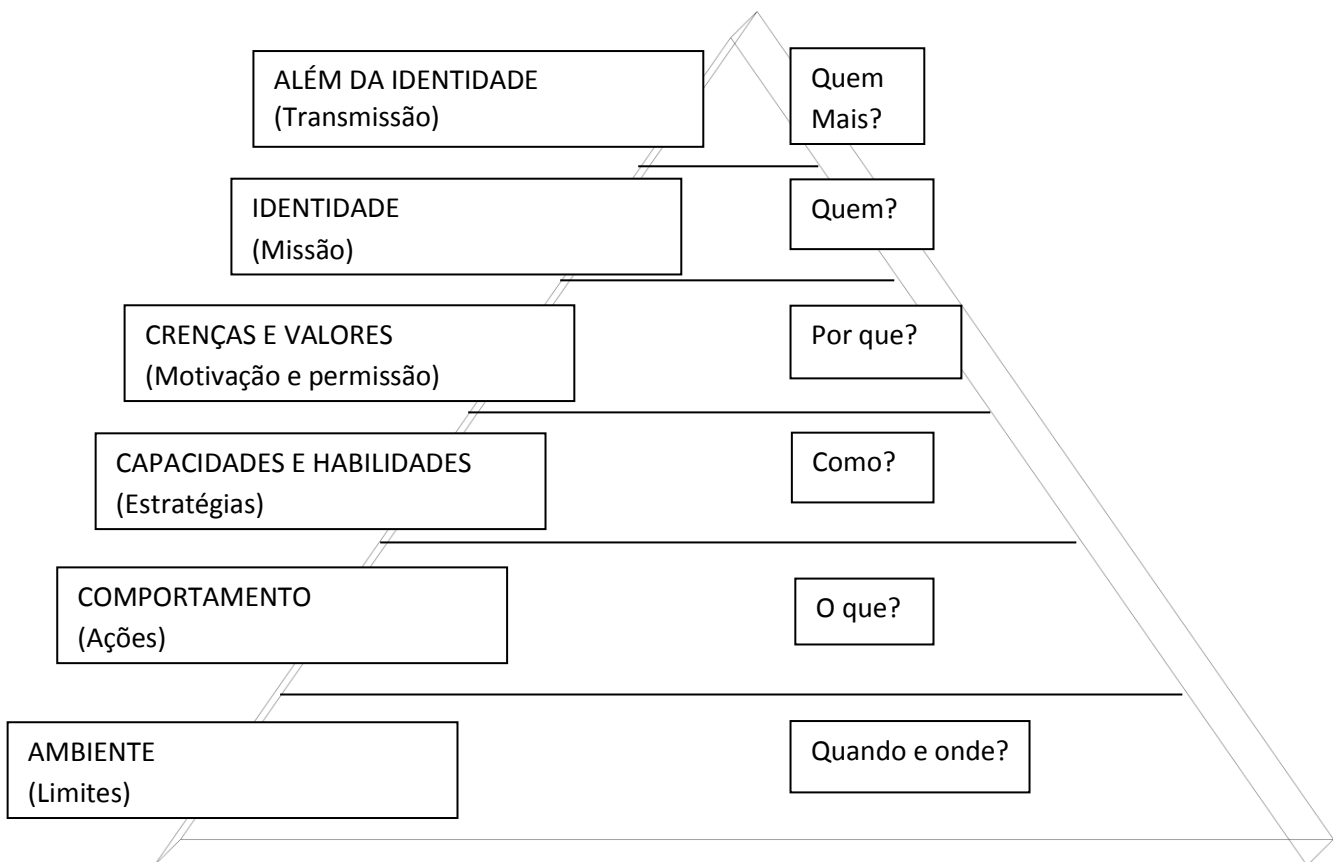 ALÉM DA IDENTIDADE
(Transmissão)
Quem
Mais?
IDENTIDADE
(Missão)
Quem?
CRENÇAS E VALORES
(Motivação e permissão)
Por que?
CAPACIDADES E HABILIDADES
(Estratégias)
Como?
COMPORTAMENTO
(Ações)
O que?
AMBIENTE
(Limites)
Quando e onde?